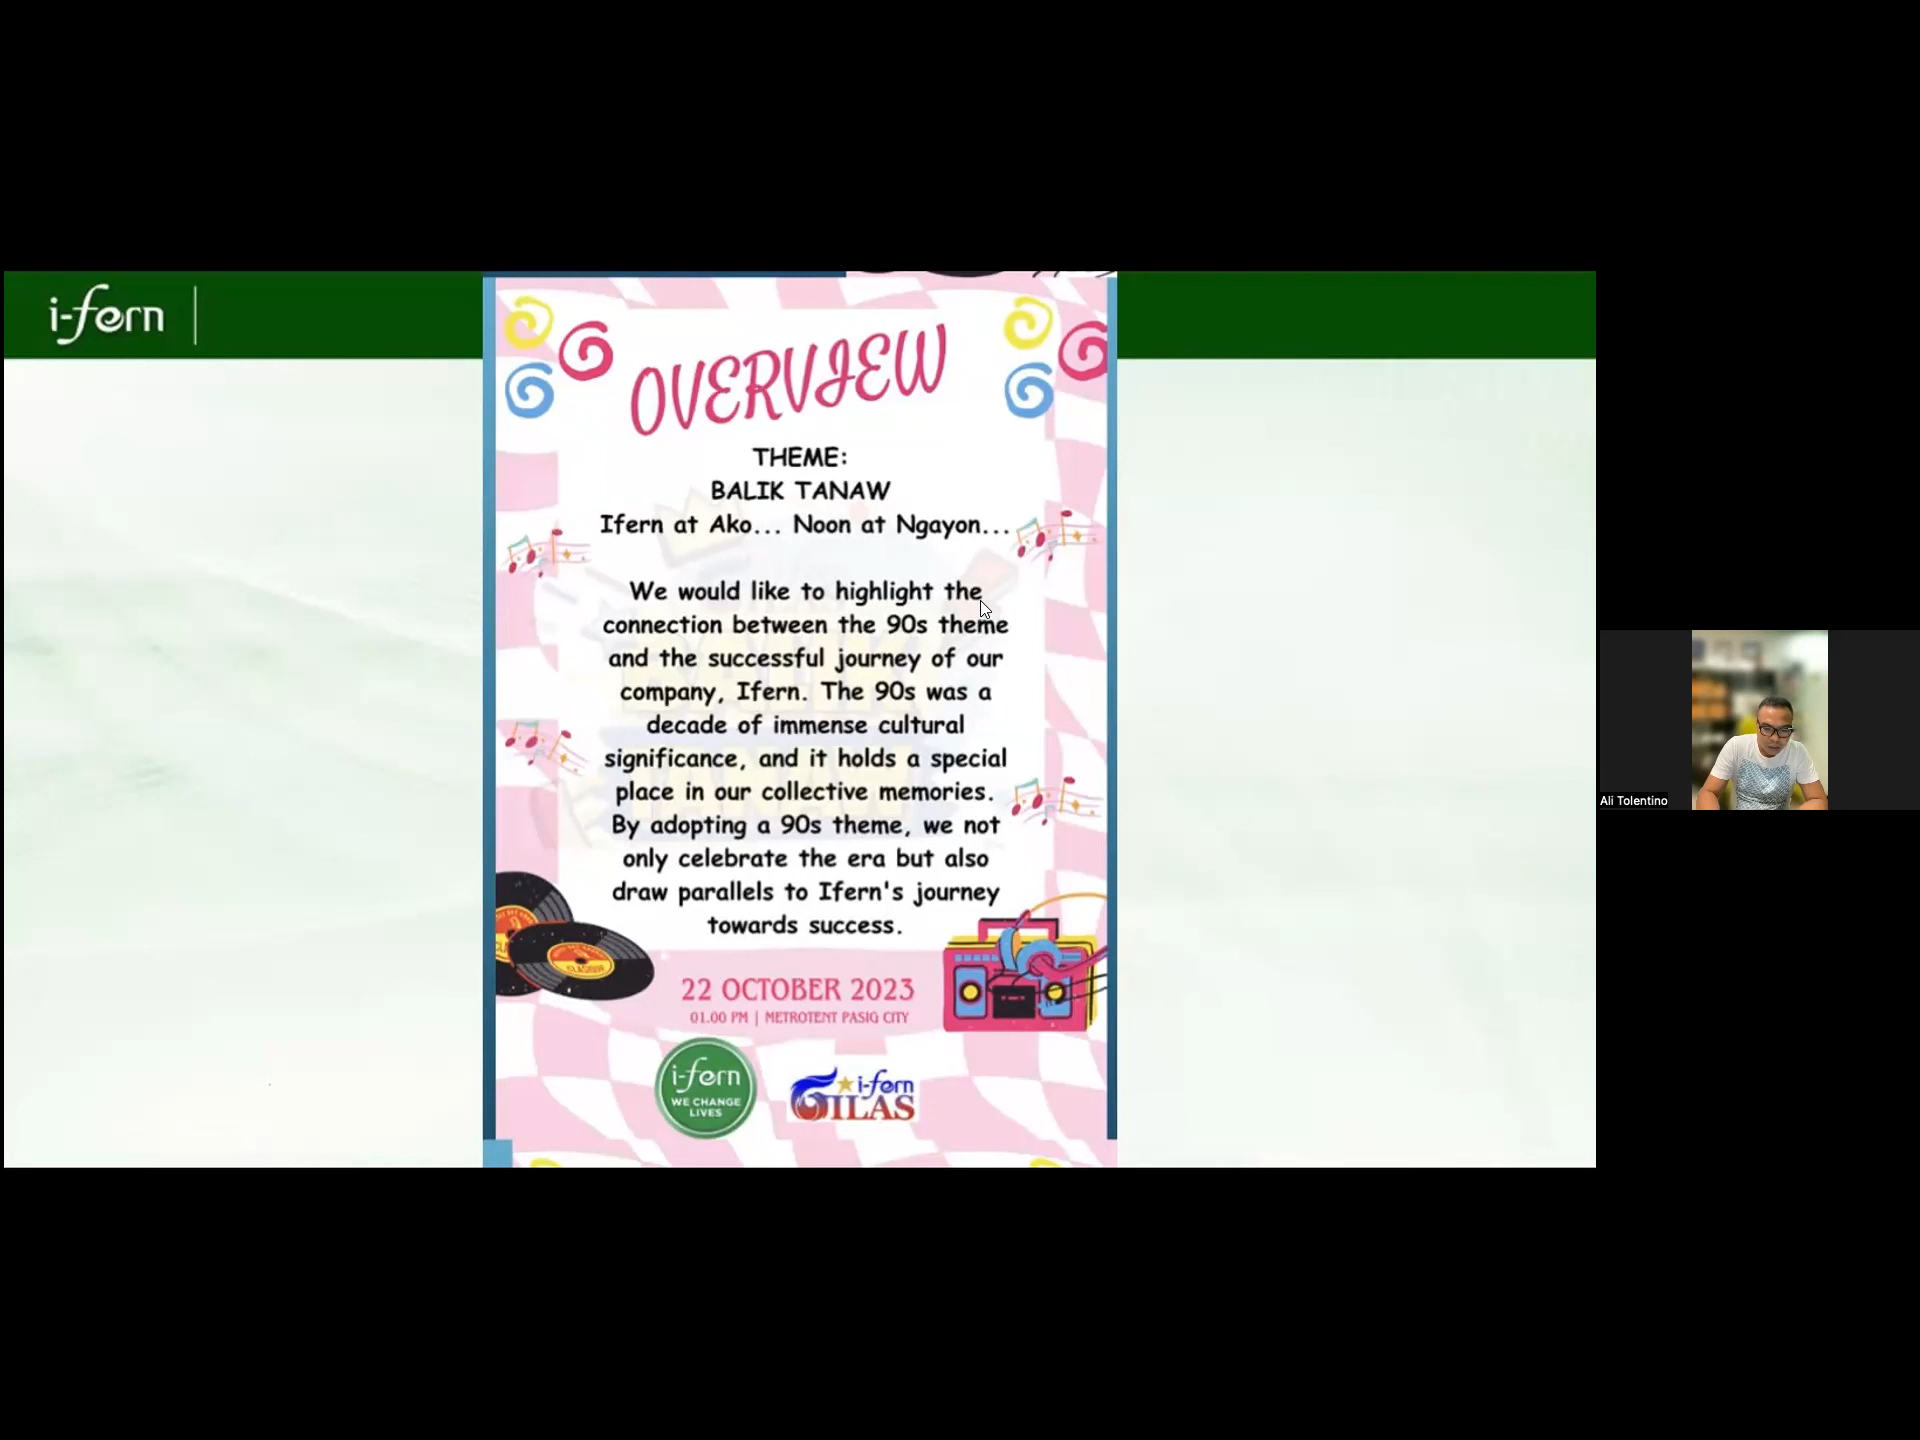 i-fern
OVERVIEW
THEME:
BALIK TANAW
Ifern at Ako... Noon at Ngayon...
We would like to highlight the
connection between the 90s theme
and the successful journey of our
company, Ifern. The 90s was a
decade of immense cultural
significance, and it holds a special
place in our collective memories.
By adopting a 90s theme, we not
only celebrate the era but also
draw parallels to Ifern's journey
towards success.
CLASSIC
22 OCTOBER 2023
01.00 PM | METROTENT PASIG CITY
i-fern
WE CHANGE
LIVES
i-fern
GILAS
Ali Tolentino